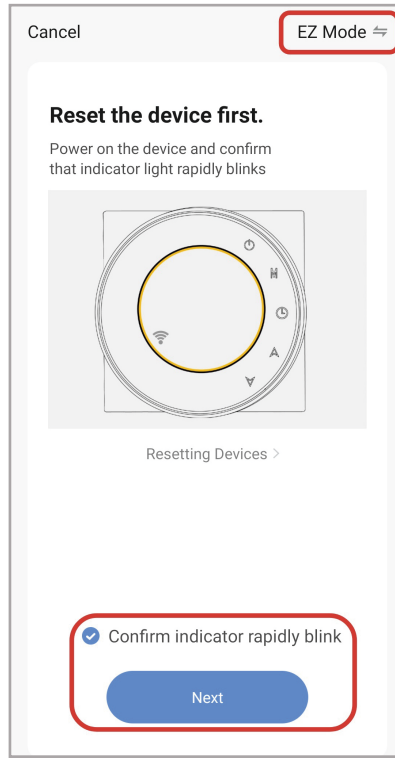 Cancel
EZ Mode
Reset the device first.
Power on the device and confirm
that indicator light rapidly blinks
Resetting Devices >
Confirm indicator rapidly blink
Next